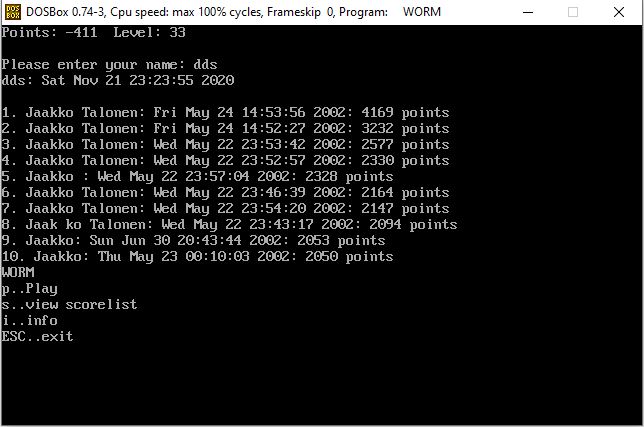 DOSBox 0.74-3, Cpu speed: max 100% cycles, Frameskip 0, Program: WORM
Points: -411 Level: 33
Please enter your name: dds
dds: Sat Nov 21 23:23:55 2020
1. Jaakko Talonen: Fri May 24 14:53:56 2002: 4169 points
2. Jaakko Talonen: Fri May 24 14:52:27 2002: 3232 points
3. Jaakko Talonen: Wed May 22 23:53:42 2002: 2577 points
4. Jaakko Talonen: Wed May 22 23:52:57 2002: 2330 points
5. Jaakko : Wed May 22 23:57:04 2002: 2328 points
6. Jaakko Talonen: Wed May 22 23:46:39 2002: 2164 points
7. Jaakko Talonen: Wed May 22 23:54:20 2002: 2147 points
8. Jaak ko Talonen: Wed May 22 23:43:17 2002: 2094 points
9. Jaakko: Sun Jun 30 20:43:44 2002: 2053 points
10. Jaakko: Thu May 23 00:10:03 2002: 2050 points
WORM
p..Play
s..view scorelist
i..info
ESC..exit